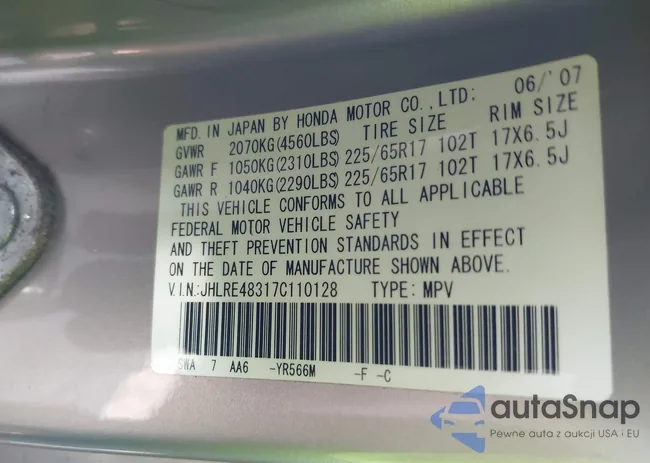 MFD. IN JAPAN BY HONDA MOTOR CO.,LTD: 06/'07
GVWR 2070KG(4560LBS) TIRE SIZE RIM SIZE
GAWR F 1050KG(2310LBS) 225/65R17 102T 17X6.5J
GAWR R 1040KG(2290LBS) 225/65R17 102T 17X6.5J
THIS VEHICLE CONFORMS TO ALL APPLICABLE
FEDERAL MOTOR VEHICLE SAFETY
AND THEFT PREVENTION STANDARDS IN EFFECT
ON THE DATE OF MANUFACTURE SHOWN ABOVE.
V.I.N.:JHLRE48317C110128 TYPE: MPV
SWA 7 AA6 -YR566M -F -C
autaSnap
Pewne auta z aukcji USA i EU